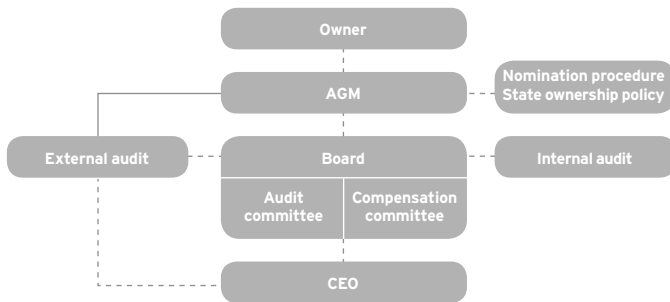 Owner
AGM
Nomination procedure
State ownership policy
External audit
Board
Internal audit
Audit
committee
Compensation
committee
CEO